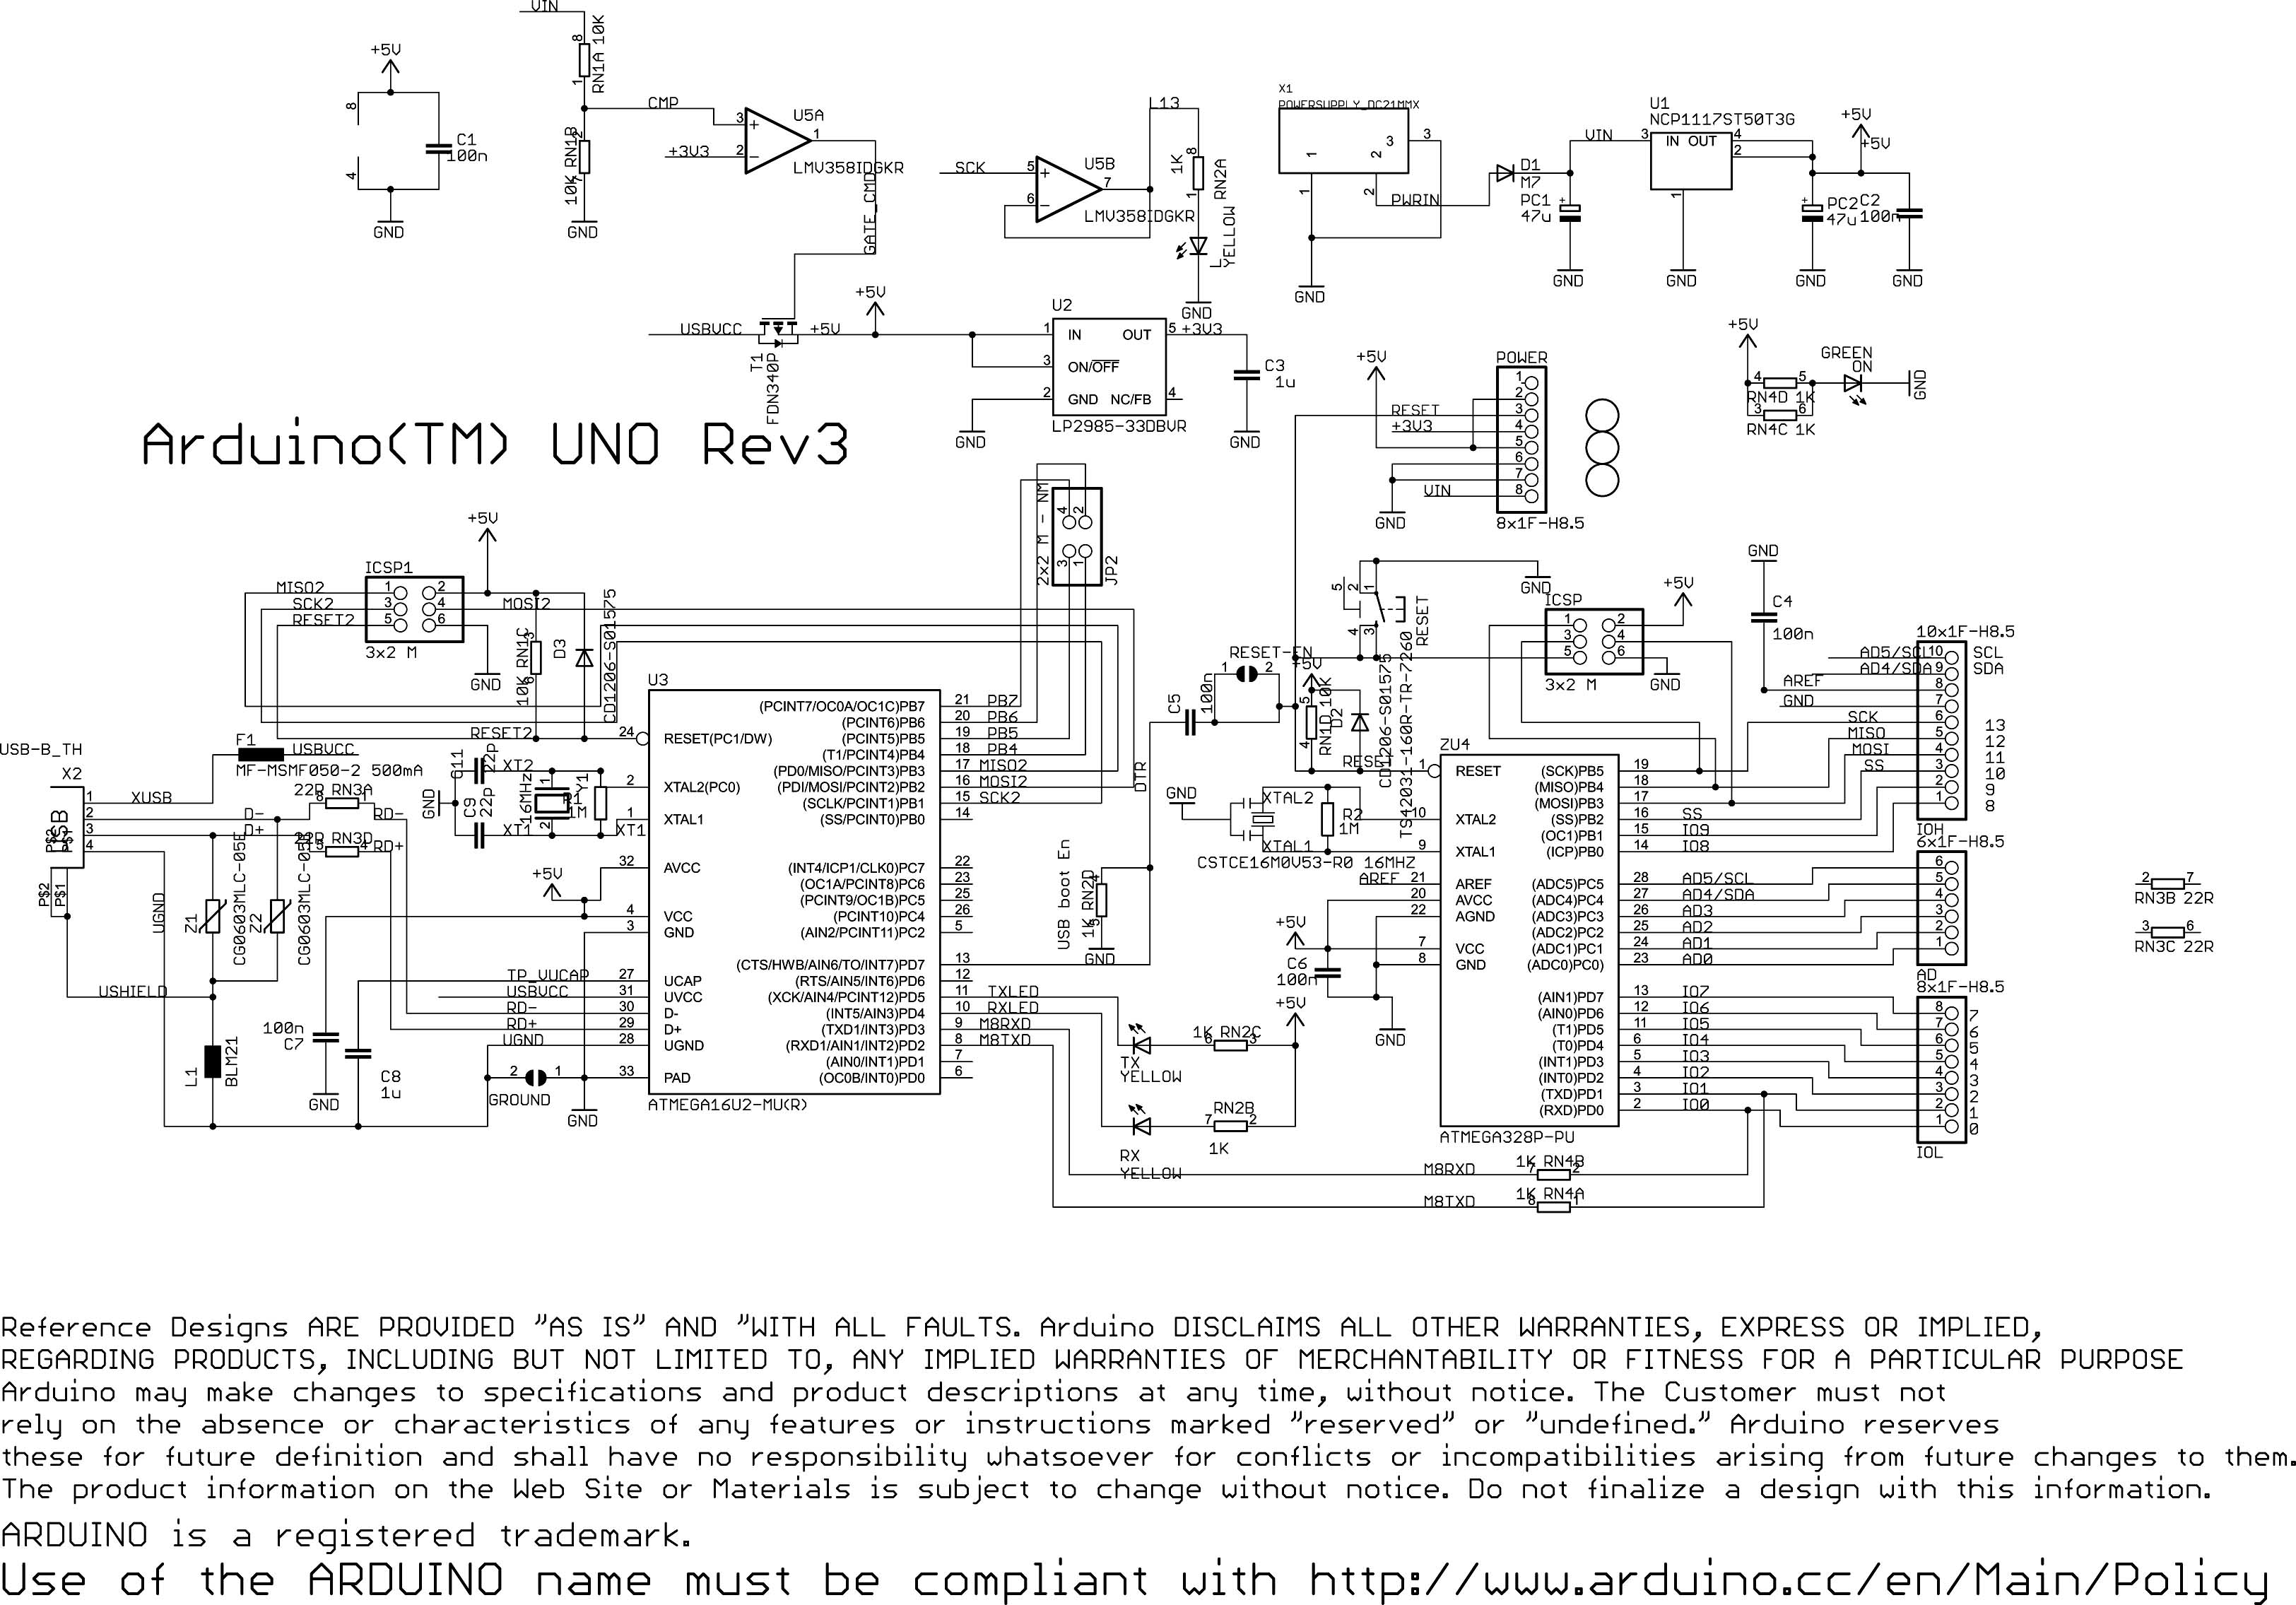 VIN
+5V
8
4
C1
100n
GND
8
RN1A 10K
1
CMP
10K RN1B
2
7
GND
+3V3
3
2
+
−
1
U5A
LMV358IDGKR
GATE_CMD
SCK
5
6
+
−
7
U5B
LMV358IDGKR
L13
8
1K
RN2A
1
YELLOW
L
GND
X1
POWERSUPPLY_DC21MMX
1
2
3
3
1
2
GND
PWRIN
D1
M7
VIN
PC1
47u
GND
U1
NCP1117ST50T3G
3
IN OUT
4
2
1
GND
+5V
+5V
PC2
47u
C2
100n
GND
GND
USBVCC
+5V
T1
FDN340P
+5V
U2
1
IN
OUT
5
+3V3
3
ON/OFF
2
GND
NC/FB
4
LP2985-33DBVR
GND
C3
1u
GND
+5V
POWER
1
2
3
4
5
6
7
8
RESET
+3V3
VIN
GND
8x1F-H8.5
+5V
GREEN
ON
4
5
RN4D 1K
3
6
RN4C 1K
GND
Arduino(TM) UNO Rev3
+5V
ICSP1
MISO2
1
2
SCK2
3
4
MOSI2
RESET2
5
6
3x2 M
GND
10K RN1C
3
6
D3
CD1206-S01575
RESET2
2x2 M - NM
4
2
3
1
JP2
U3
24
RESET(PC1/DW)
2
XTAL2(PC0)
1
XTAL1
32
AVCC
4
VCC
3
GND
27
UCAP
31
UVCC
30
D-
29
D+
28
UGND
33
PAD
(PCINT7/OC0A/OC1C)PB7
21
PB7
(PCINT6)PB6
20
PB6
(PCINT5)PB5
19
PB5
(T1/PCINT4)PB4
18
PB4
(PD0/MISO/PCINT3)PB3
17
MISO2
(PDI/MOSI/PCINT2)PB2
16
MOSI2
(SCLK/PCINT1)PB1
15
SCK2
(SS/PCINT0)PB0
14
(INT4/ICP1/CLK0)PC7
22
(OC1A/PCINT8)PC6
23
(PCINT9/OC1B)PC5
25
(PCINT10)PC4
26
(AIN2/PCINT11)PC2
5
(CTS/HWB/AIN6/TO/INT7)PD7
13
(RTS/AIN5/INT6)PD6
12
(XCK/AIN4/PCINT12)PD5
11
TXLED
(INT5/AIN3)PD4
10
RXLED
(TXD1/INT3)PD3
9
M8RXD
(RXD1/AIN1/INT2)PD2
8
M8TXD
(AIN0/INT1)PD1
7
(OC0B/INT0)PD0
6
ATMEGA16U2-MU(R)
USB-B_TH
X2
F1
USBVCC
MF-MSMF050-2 500mA
USB
P$2
P$1
1
2
3
4
XUSB
D-
D+
22R RN3A
8
1
RD-
22R RN3D
5
4
RD+
P$2
P$1
UGND
USHIELD
Z1
CG0603MLC-05E
Z2
CG0603MLC-05E
L1
BLM21
C11
22P
XT2
C9
22P
XT1
GND
16MHz
1
2
Y1
R1
1M
XT1
+5V
TP_VUCAP
USBVCC
RD-
RD+
UGND
100n
C7
GND
C8
1u
2
1
GROUND
GND
DTR
C5
100n
RESET-EN
1
2
+5V
5
4
RN1D 10K
D2
CD1206-S01575
RESET
5
2
1
4
3
RESET
TS42031-160R-TR-7260
GND
ICSP
1
2
3
4
5
6
3x2 M
+5V
GND
GND
C4
100n
10x1F-H8.5
AD5/SCL
10
SCL
AD4/SDA
9
SDA
AREF
8
GND
7
SCK
6
13
MISO
5
12
MOSI
4
11
SS
3
10
2
9
1
8
IOH
GND
XTAL2
XTAL1
R2
1M
CSTCE16M0V53-R0 16MHZ
AREF
USB boot En
1K RN2D
4
5
GND
ZU4
1
RESET
10
XTAL2
9
XTAL1
21
AREF
20
AVCC
22
AGND
7
VCC
8
GND
(SCK)PB5
19
(MISO)PB4
18
(MOSI)PB3
17
(SS)PB2
16
SS
(OC1)PB1
15
IO9
(ICP)PB0
14
IO8
(ADC5)PC5
28
AD5/SCL
(ADC4)PC4
27
AD4/SDA
(ADC3)PC3
26
AD3
(ADC2)PC2
25
AD2
(ADC1)PC1
24
AD1
(ADC0)PC0)
23
AD0
(AIN1)PD7
13
IO7
(AIN0)PD6
12
IO6
(T1)PD5
11
IO5
(T0)PD4
6
IO4
(INT1)PD3
5
IO3
(INT0)PD2
4
IO2
(TXD)PD1
3
IO1
(RXD)PD0
2
IO0
ATMEGA328P-PU
+5V
C6
100n
GND
+5V
TX
YELLOW
1K RN2C
6
3
RX
YELLOW
RN2B
7
2
1K
M8RXD
1K RN4B
7
2
M8TXD
1K RN4A
8
1
6x1F-H8.5
6
5
4
3
2
1
AD
8x1F-H8.5
8
7
6
5
4
3
2
1
7
6
5
4
3
2
1
0
IOL
2
7
RN3B 22R
3
6
RN3C 22R
Reference Designs ARE PROVIDED "AS IS" AND "WITH ALL FAULTS. Arduino DISCLAIMS ALL OTHER WARRANTIES, EXPRESS OR IMPLIED,
REGARDING PRODUCTS, INCLUDING BUT NOT LIMITED TO, ANY IMPLIED WARRANTIES OF MERCHANTABILITY OR FITNESS FOR A PARTICULAR PURPOSE
Arduino may make changes to specifications and product descriptions at any time, without notice. The Customer must not
rely on the absence or characteristics of any features or instructions marked "reserved" or "undefined." Arduino reserves
these for future definition and shall have no responsibility whatsoever for conflicts or incompatibilities arising from future changes to them.
The product information on the Web Site or Materials is subject to change without notice. Do not finalize a design with this information.
ARDUINO is a registered trademark.
Use of the ARDUINO name must be compliant with http://www.arduino.cc/en/Main/Policy